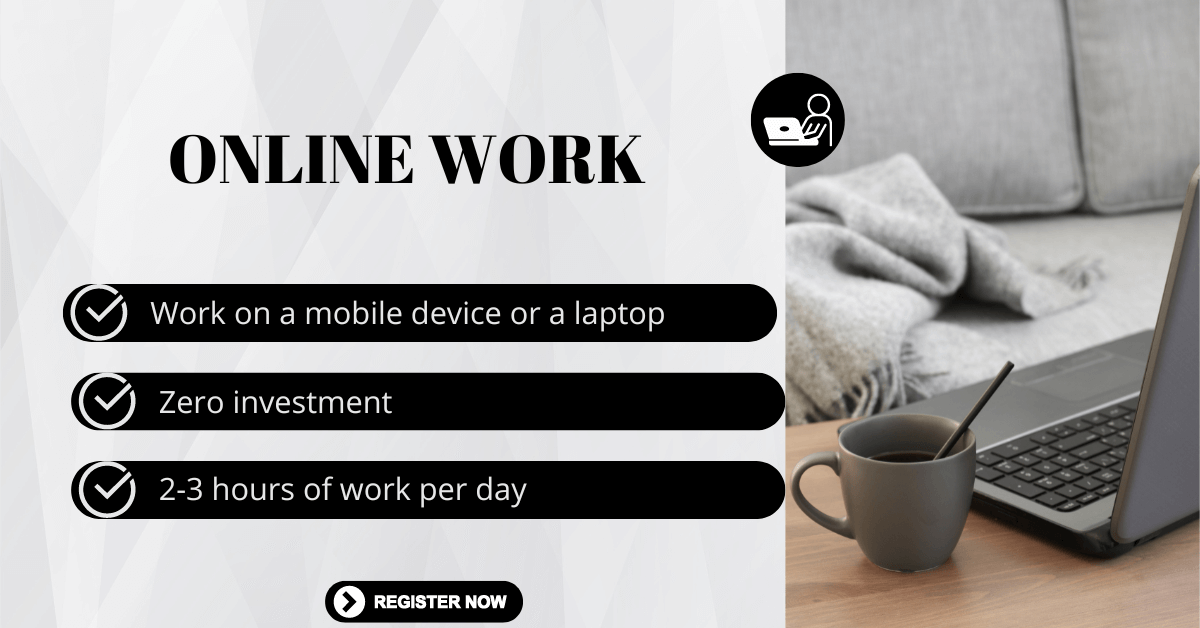 ONLINE WORK
Work on a mobile device or a laptop
Zero investment
2-3 hours of work per day
REGISTER NOW